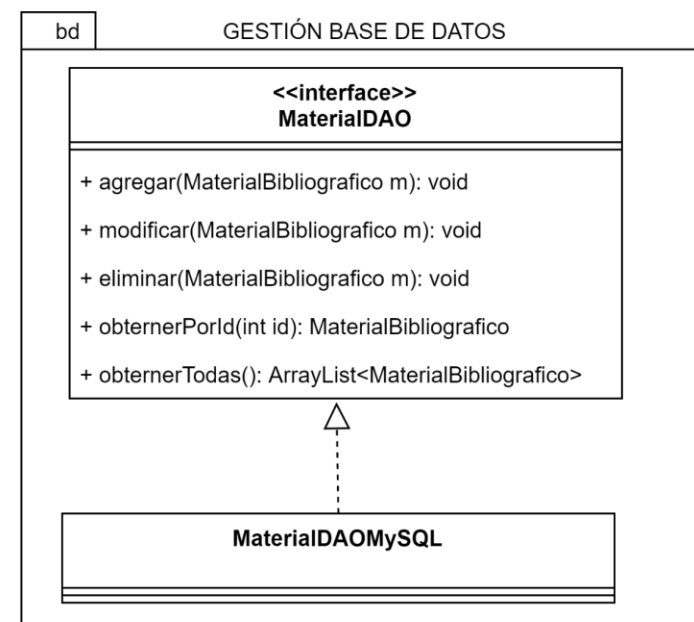 bd
GESTIÓN BASE DE DATOS
<<interface>>
MaterialDAO
+ agregar(MaterialBibliografico m): void
+ modificar(MaterialBibliografico m): void
+ eliminar(MaterialBibliografico m): void
+ obternerPorId(int id): MaterialBibliografico
+ obternerTodas(): ArrayList<MaterialBibliografico>
MaterialDAOMySQL